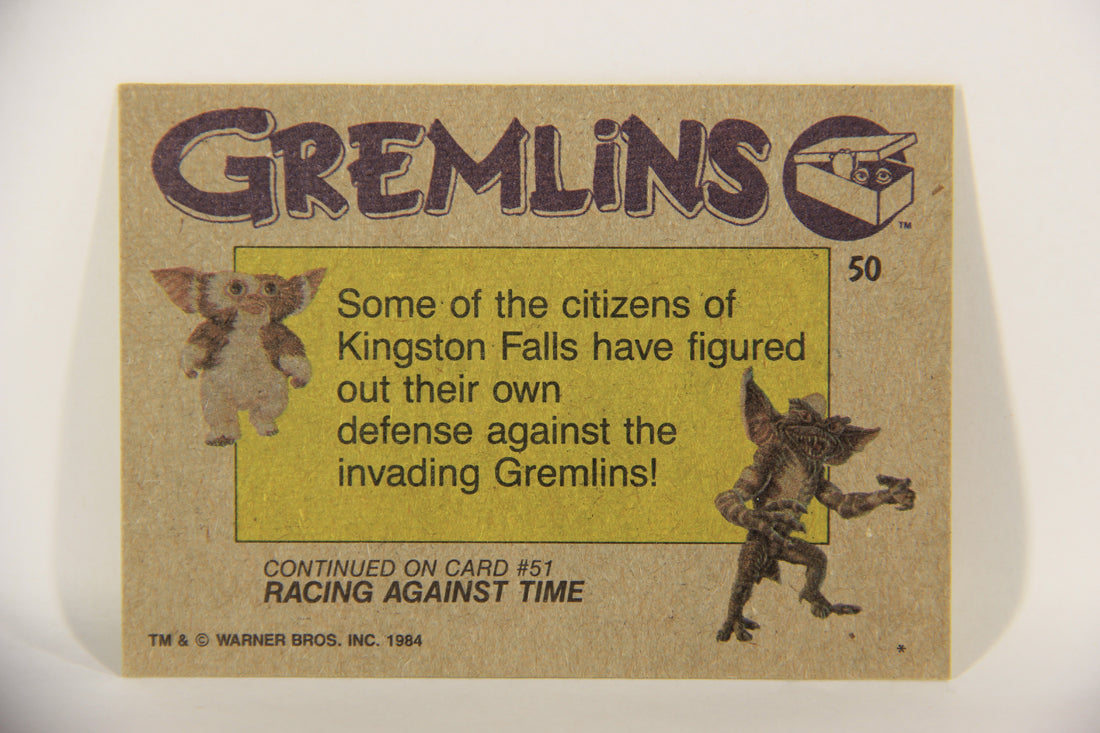 GREMLiNS
TM
50
Some of the citizens of
Kingston Falls have figured
out their own
defense against the
invading Gremlins!
CONTINUED ON CARD #51
RACING AGAINST TIME
TM & © WARNER BROS. INC. 1984
*